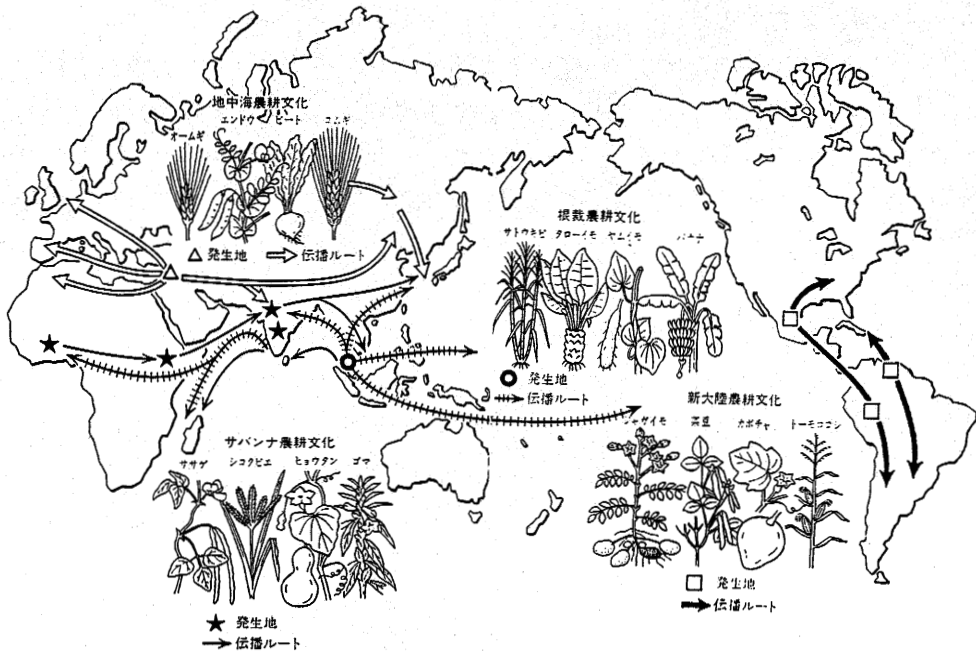 地中海農耕文化
オームギ エンドウ ビート コムギ
△ 発生地 ⇨ 伝播ルート
根栽農耕文化
サトウキビ タローイモ ヤムイモ バナナ
発生地
伝播ルート
新大陸農耕文化
ジャガイモ 菜豆 カボチャ トーモロコシ
□ 発生地
伝播ルート
サバンナ農耕文化
ササゲ シコクビエ ヒョウタン ゴマ
★ 発生地
→ 伝播ルート